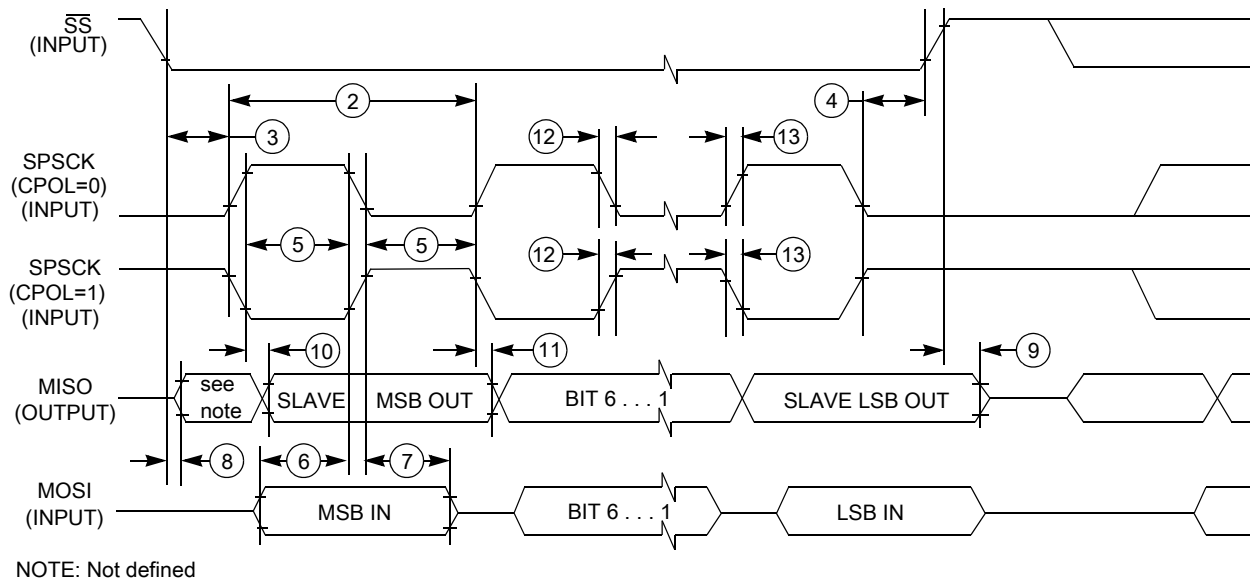 SS
(INPUT)
2
4
3
12
13
SPSCK
(CPOL=0)
(INPUT)
5
5
12
13
SPSCK
(CPOL=1)
(INPUT)
10
11
9
MISO
(OUTPUT)
see
note
SLAVE
MSB OUT
BIT 6 . . . 1
SLAVE LSB OUT
8
6
7
MOSI
(INPUT)
MSB IN
BIT 6 . . . 1
LSB IN
NOTE: Not defined